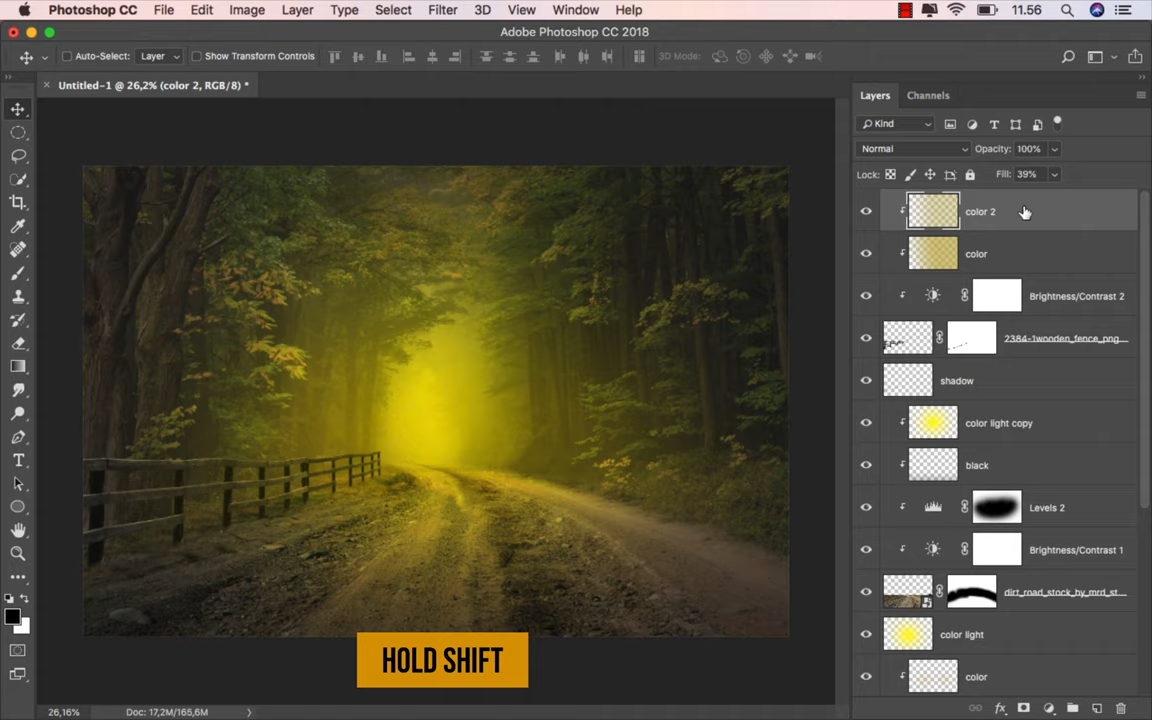 Photoshop CC File Edit Image Layer Type Select Filter 3D View Window Help 11.56
Adobe Photoshop CC 2018
Auto-Select: Layer Show Transform Controls 3D Mode:
× Untitled-1 @ 26,2% (color 2, RGB/8) *
Layers Channels
Kind
Normal Opacity: 100%
Lock: Fill: 39%
color 2
color
Brightness/Contrast 2
2384-1wooden_fence_png...
shadow
color light copy
black
Levels 2
Brightness/Contrast 1
dirt_road_stock_by_mrd_st...
color light
color
HOLD SHIFT
26,16% Doc: 17,2M/165,6M